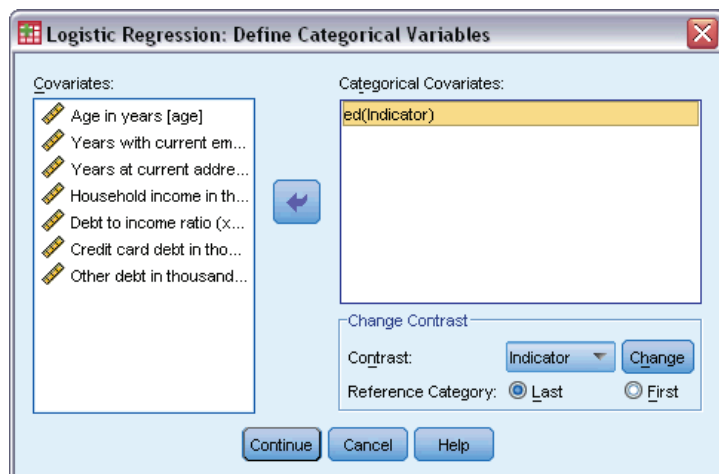 Logistic Regression: Define Categorical Variables
Covariates:
Age in years [age]
Years with current em...
Years at current addre...
Household income in th...
Debt to income ratio (x...
Credit card debt in tho...
Other debt in thousand...
Categorical Covariates:
ed(Indicator)
Change Contrast
Contrast:
Indicator
Change
Reference Category:
Last
First
Continue
Cancel
Help